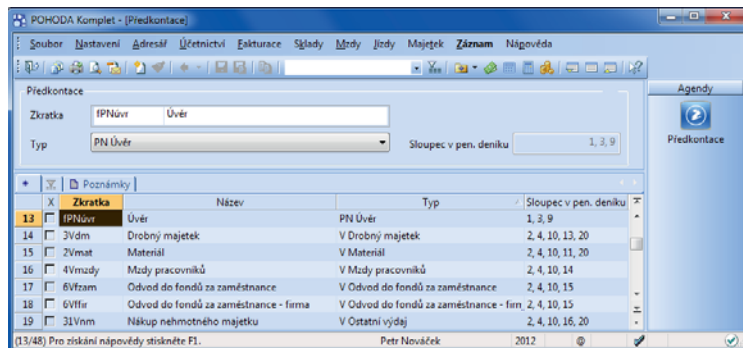 POHODA Komplet - [Předkontace]
Soubor Nastavení Adresář Účetnictví Fakturace Sklady Mzdy Jízdy Majetek Záznam Nápověda
Předkontace
Zkratka fPNúvr Úvěr
Typ PN Úvěr Sloupec v pen. deníku 1, 3, 9
Agendy
Předkontace
Poznámky
X Zkratka Název Typ Sloupec v pen. deníku
13 fPNúvr Úvěr PN Úvěr 1, 3, 9
14 3Vdm Drobný majetek V Drobný majetek 2, 4, 10, 13, 20
15 2Vmat Materiál V Materiál 2, 4, 10, 11, 20
16 4Vmzdy Mzdy pracovníků V Mzdy pracovníků 2, 4, 10, 14
17 6Vfzam Odvod do fondů za zaměstnance V Odvod do fondů za zaměstnance 2, 4, 10, 15
18 6Vffir Odvod do fondů za zaměstnance - firma V Odvod do fondů za zaměstnance - firm 2, 4, 10, 15
19 31Vnm Nákup nehmotného majetku V Ostatní výdaj 2, 4, 10, 16, 20
(13/48) Pro získání nápovědy stiskněte F1. Petr Nováček 2012 @